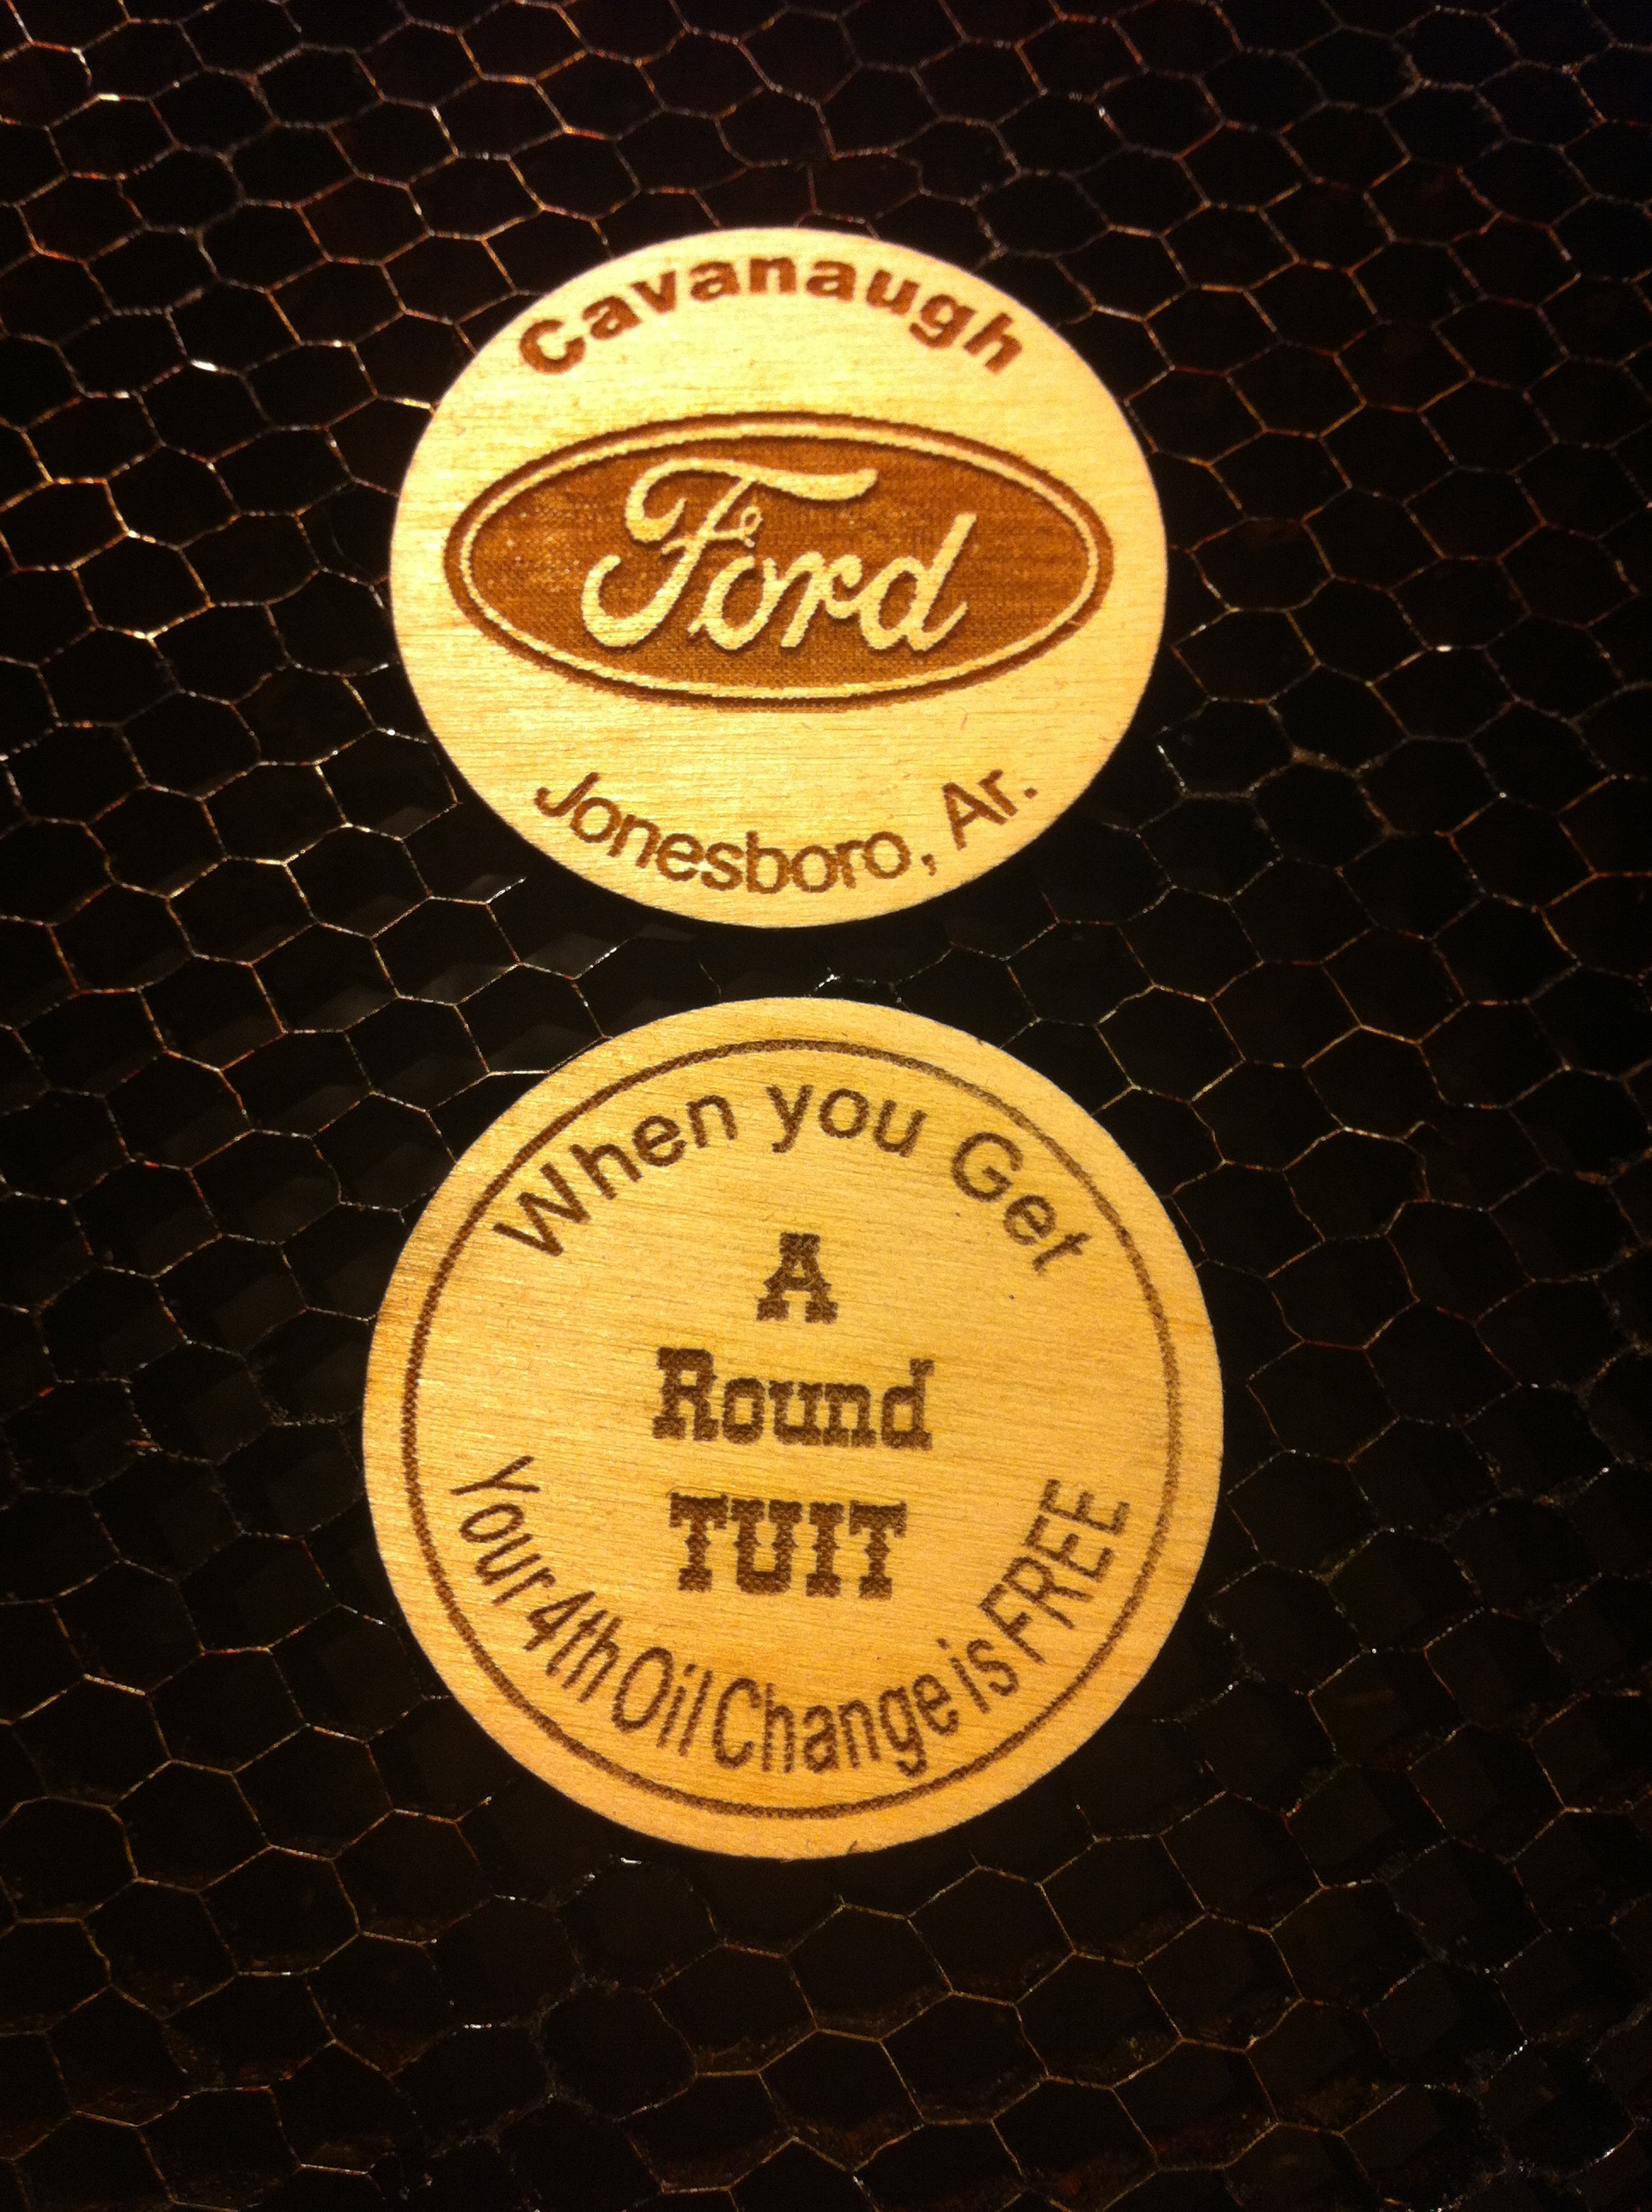 Cavanaugh
Ford
Jonesboro, Ar.
When you Get
A
Round
TUIT
Your 4th Oil Change is FREE